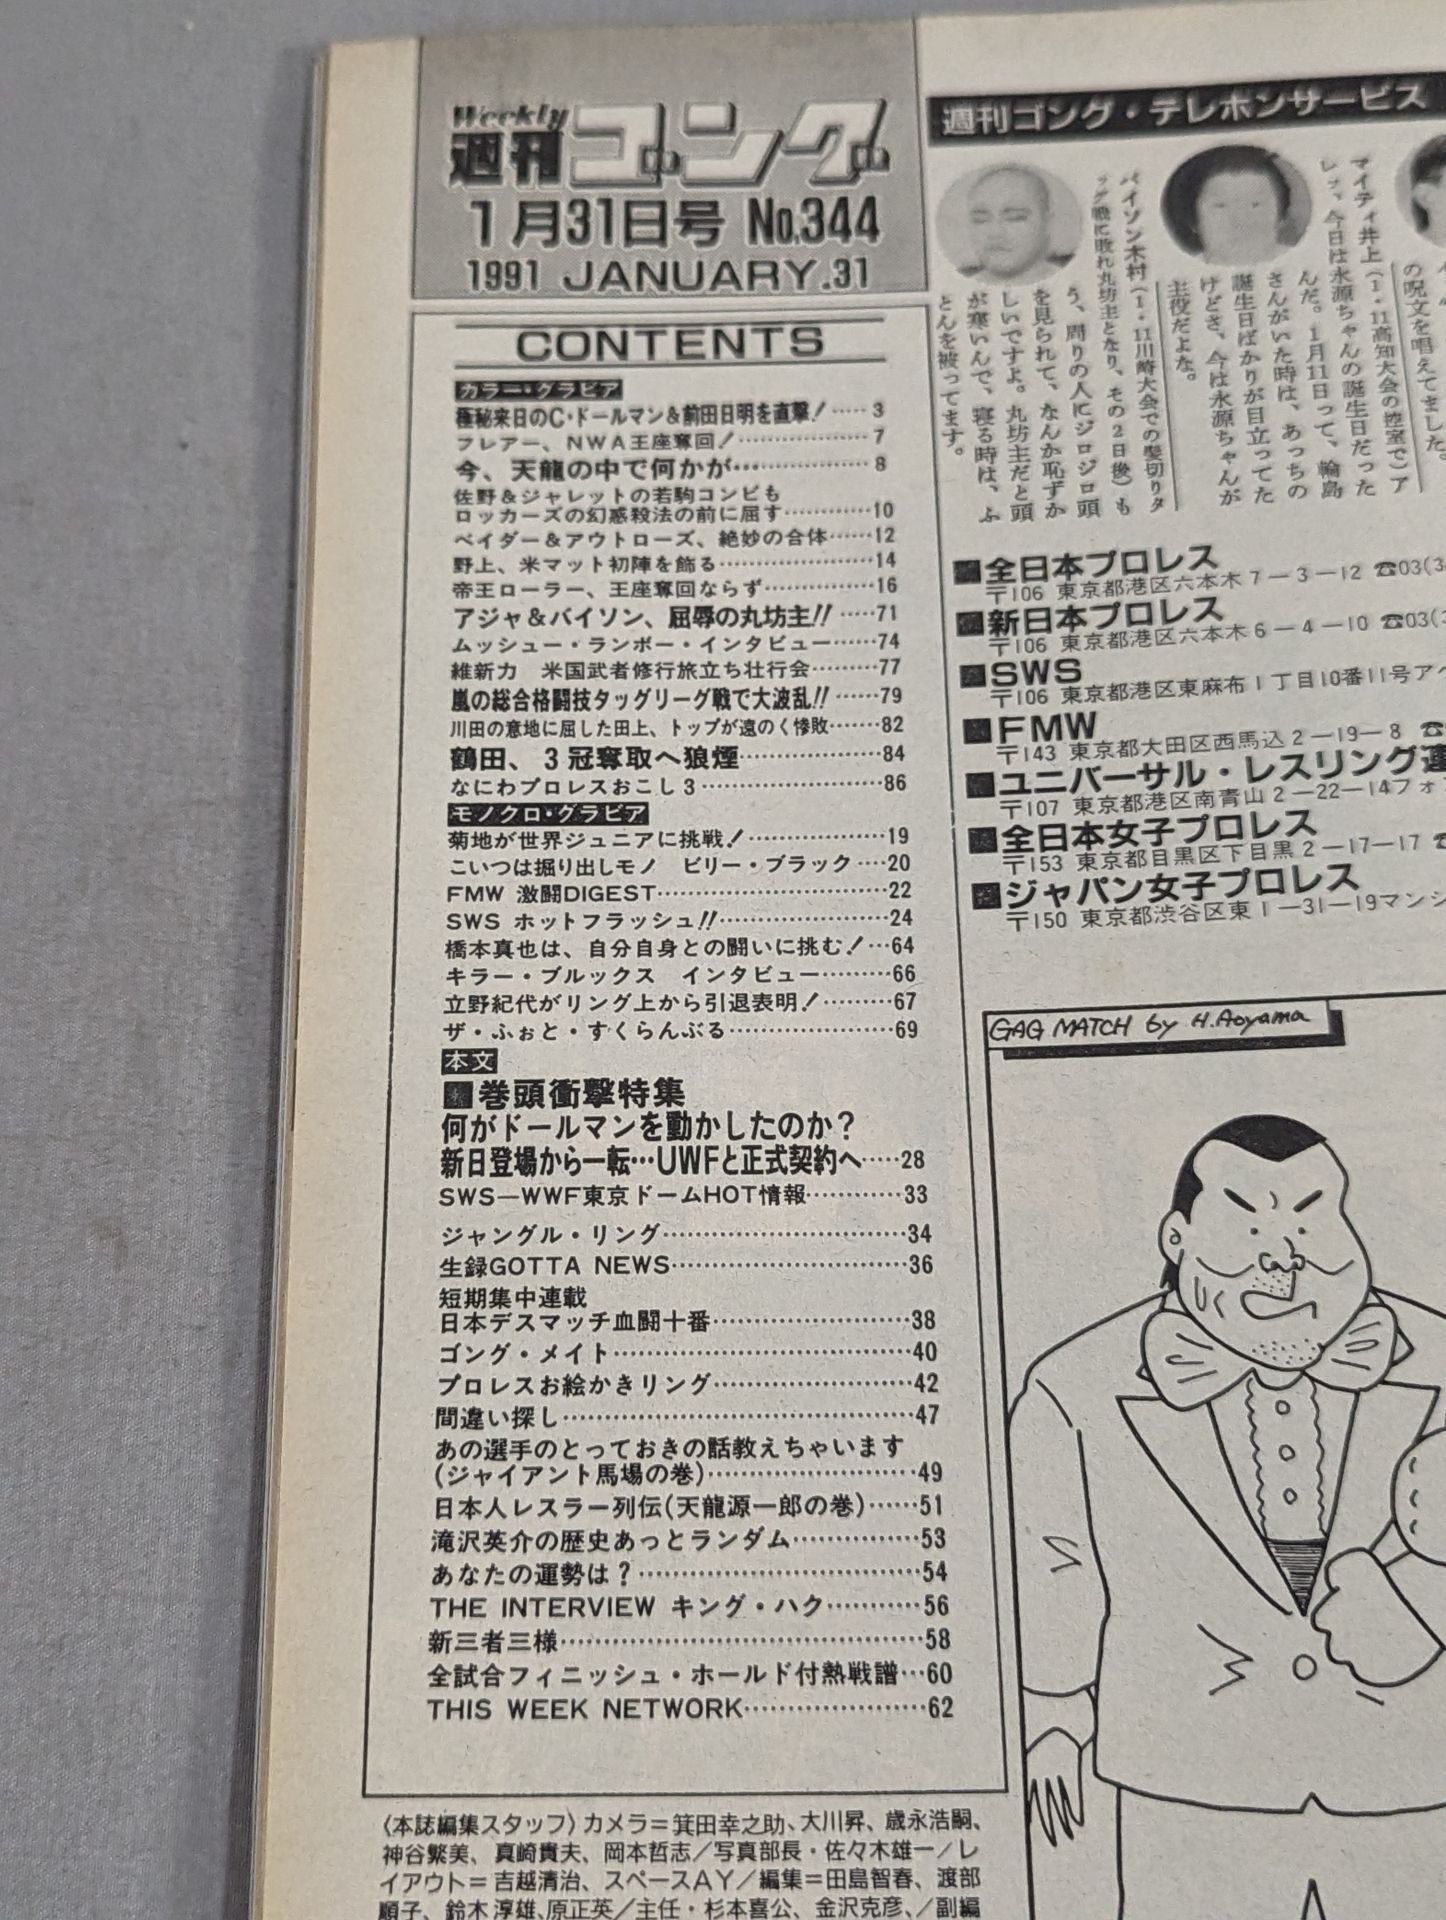 Weekly
週刊ゴング
1月31日号 No.344
1991 JANUARY.31
CONTENTS
カラー・グラビア
極秘来日のC・ドールマン&前田日明を直撃!……3
フレアー、NWA王座奪回!……7
今、天龍の中で何かが………8
佐野&ジャレットの若駒コンビも
ロッカーズの幻惑殺法の前に屈す……10
ベイダー&アウトローズ、絶妙の合体……12
野上、米マット初陣を飾る……14
帝王ローラー、王座奪回ならず……16
アジャ&バイソン、屈辱の丸坊主!!……71
ムッシュー・ランボー・インタビュー……74
維新力 米国武者修行旅立ち壮行会……77
嵐の総合格闘技タッグリーグ戦で大波乱!!……79
川田の意地に屈した田上、トップが遠のく惨敗……82
鶴田、3冠奪取へ狼煙……84
なにわプロレスおこし3……86
モノクロ・グラビア
菊地が世界ジュニアに挑戦!……19
こいつは掘り出しモノ ビリー・ブラック……20
FMW 激闘DIGEST……22
SWS ホットフラッシュ!!……24
橋本真也は、自分自身との闘いに挑む!…64
キラー・ブルックス インタビュー……66
立野紀代がリング上から引退表明!……67
ザ・ふぉと・すくらんぶる……69
本文
■巻頭衝撃特集
何がドールマンを動かしたのか?
新日登場から一転…UWFと正式契約へ……28
SWS―WWF東京ドームHOT情報……33
ジャングル・リング……34
生録GOTTA NEWS……36
短期集中連載
日本デスマッチ血闘十番……38
ゴング・メイト……40
プロレスお絵かきリング……42
間違い探し……47
あの選手のとっておきの話教えちゃいます
(ジャイアント馬場の巻)……49
日本人レスラー列伝(天龍源一郎の巻)……51
滝沢英介の歴史あっとランダム……53
あなたの運勢は?……54
THE INTERVIEW キング・ハク……56
新三者三様……58
全試合フィニッシュ・ホールド付熱戦譜…60
THIS WEEK NETWORK……62
〈本誌編集スタッフ〉カメラ=箕田幸之助、大川昇、歳永浩嗣、
神谷繁美、真崎貴夫、岡本哲志/写真部長・佐々木雄一/レ
イアウト=吉越清治、スペースAY/編集=田島智春、渡部
順子、鈴木淳雄、原正英/主任・杉本喜公、金沢克彦、/副編
週刊ゴング・テレホンサービス
の呪文を唱えてました。
マイティ井上(1・11高知大会の控室で)ア
レッ、今日は永源ちゃんの誕生日だった
んだ。1月11日って、輪島
さんがいた時は、あっちの
誕生日ばかりが目立ってた
けどさ、今は永源ちゃんが
主役だよな。
バイソン木村(1・11川崎大会での髪切りタ
ッグ戦に敗れ丸坊主となり、その2日後)も
う、周りの人にジロジロ頭
を見られて、なんか恥ずか
しいですよ。丸坊主だと頭
が寒いんで、寝る時は、ふ
とんを被ってます。
■全日本プロレス
〒106 東京都港区六本木7―3―12 ☎03(3
■新日本プロレス
〒106 東京都港区六本木6―4―10 ☎03(
■SWS
〒106 東京都港区東麻布1丁目10番11号アペ
■FMW
〒143 東京都大田区西馬込2―19―8 ☎
■ユニバーサル・レスリング連
〒107 東京都港区南青山2―22―14フォ
■全日本女子プロレス
〒153 東京都目黒区下目黒2―17―17 ☎
■ジャパン女子プロレス
〒150 東京都渋谷区東1―31―19マンシ
GAG MATCH by H.Aoyama